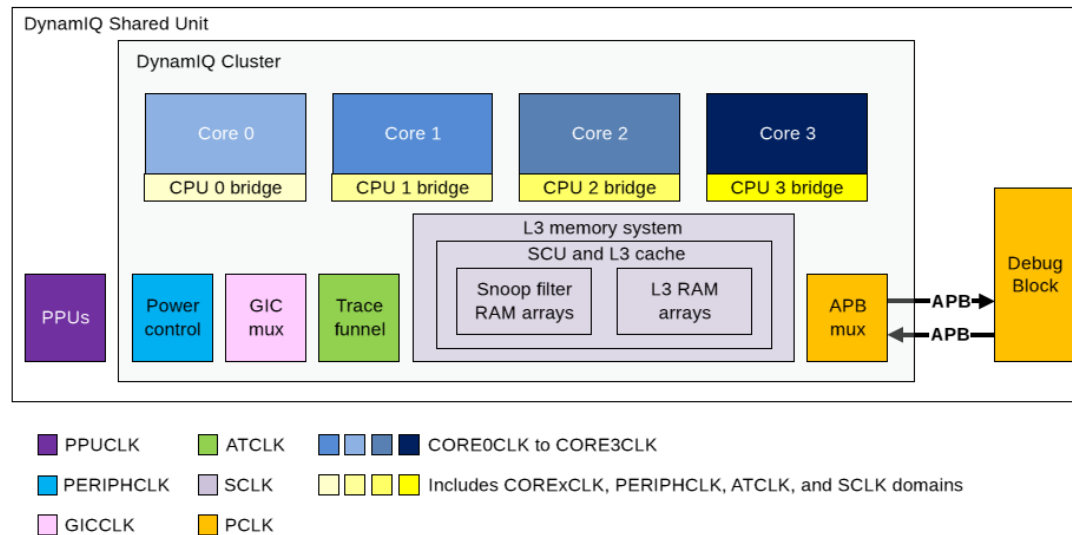 DynamIQ Shared Unit
DynamIQ Cluster
Core 0
Core 1
Core 2
Core 3
CPU 0 bridge
CPU 1 bridge
CPU 2 bridge
CPU 3 bridge
L3 memory system
SCU and L3 cache
Snoop filter
RAM arrays
L3 RAM
arrays
PPUs
Power
control
GIC
mux
Trace
funnel
APB
mux
APB
APB
Debug
Block
PPUCLK
ATCLK
CORE0CLK to CORE3CLK
PERIPHCLK
SCLK
Includes CORExCLK, PERIPHCLK, ATCLK, and SCLK domains
GICCLK
PCLK